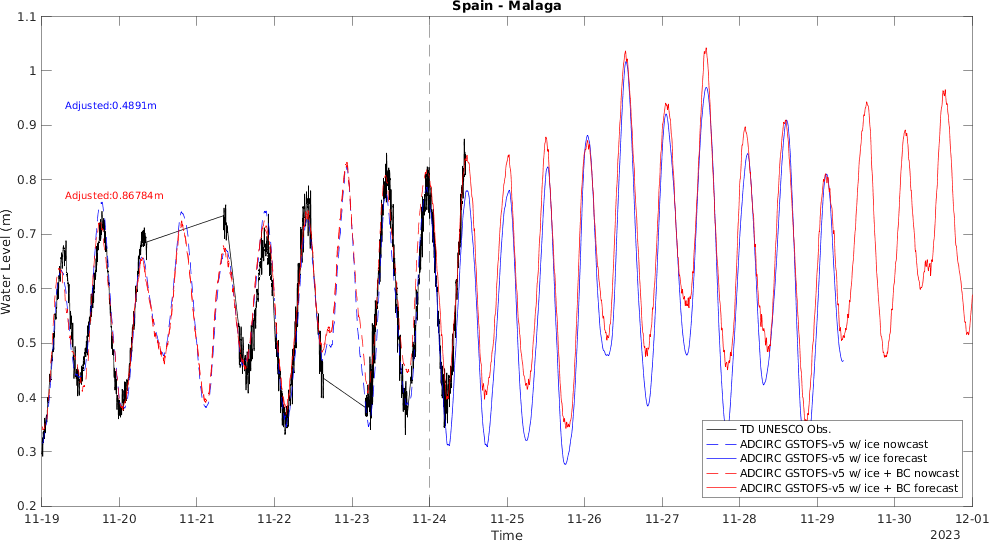 Spain - Malaga
1.1
1
0.9
0.8
0.7
0.6
0.5
0.4
0.3
0.2
Water Level (m)
Adjusted:0.4891m
Adjusted:0.86784m
TD UNESCO Obs.
ADCIRC GSTOFS-v5 w/ ice nowcast
ADCIRC GSTOFS-v5 w/ ice forecast
ADCIRC GSTOFS-v5 w/ ice + BC nowcast
ADCIRC GSTOFS-v5 w/ ice + BC forecast
11-19 11-20 11-21 11-22 11-23 11-24 11-25 11-26 11-27 11-28 11-29 11-30 12-01
Time
2023